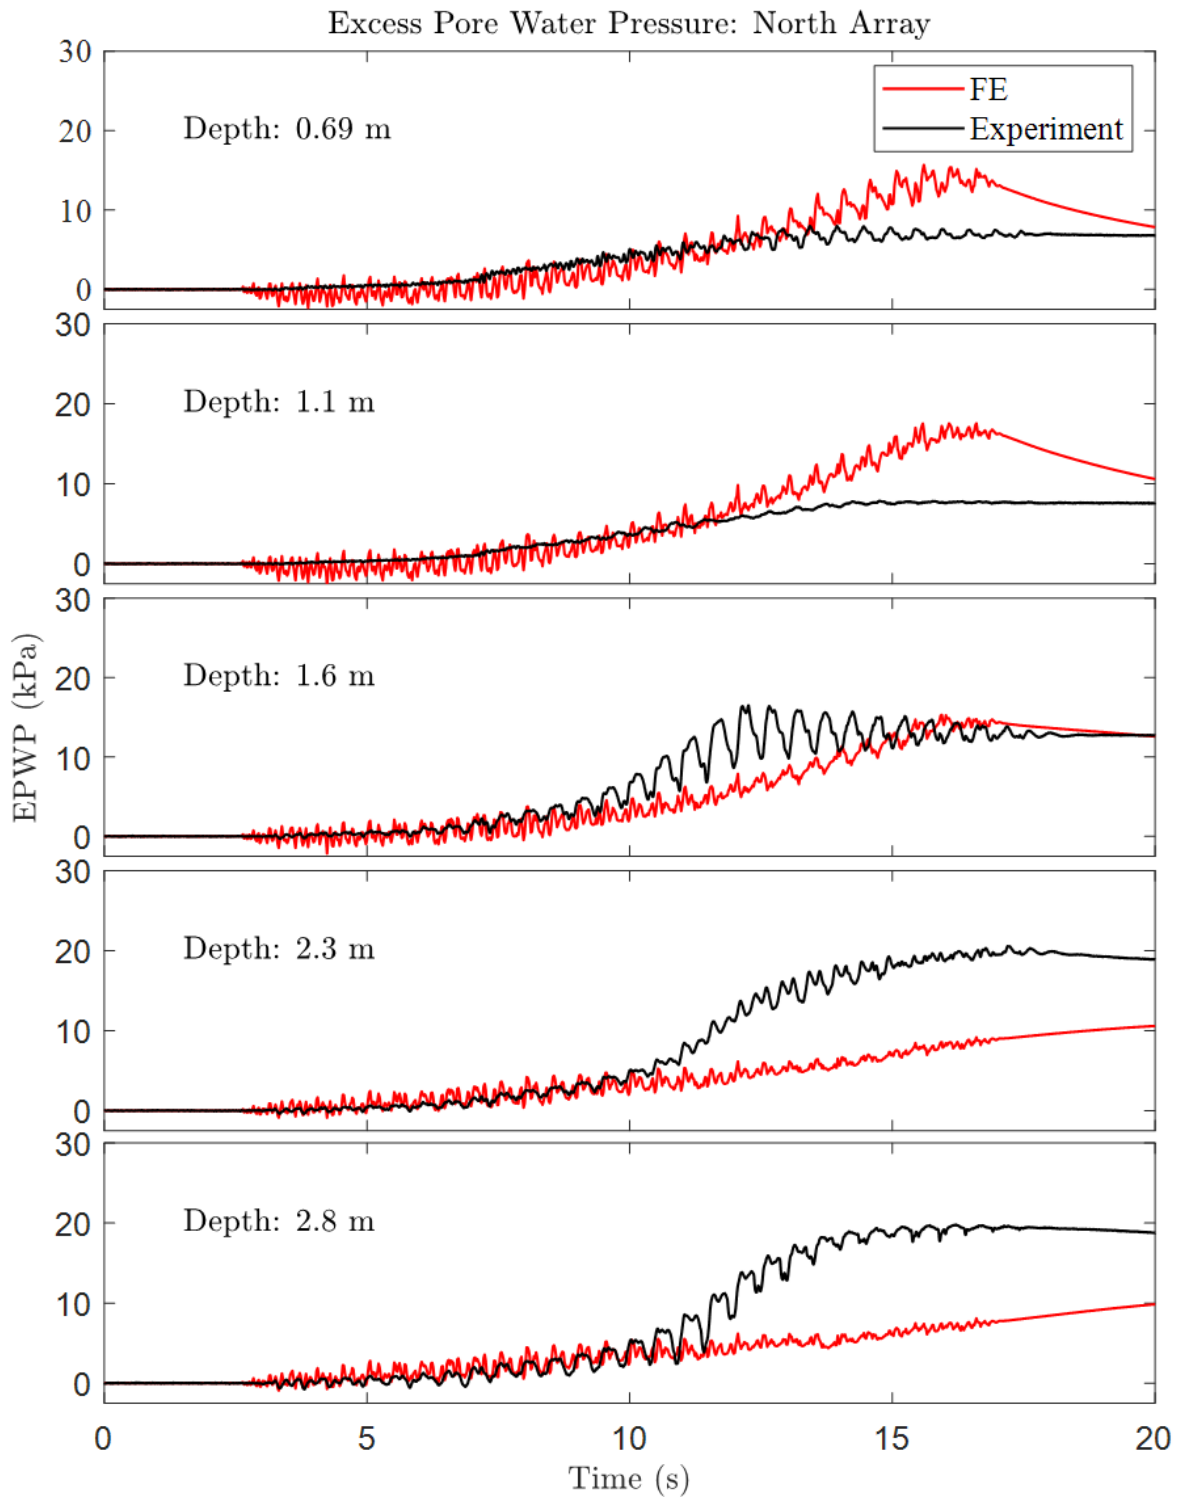 Excess Pore Water Pressure: North Array
30
20
10
0
Depth: 0.69 m
FE
Experiment
30
20
10
0
Depth: 1.1 m
30
20
10
0
Depth: 1.6 m
EPWP (kPa)
30
20
10
0
Depth: 2.3 m
30
20
10
0
Depth: 2.8 m
0 5 10 15 20
Time (s)